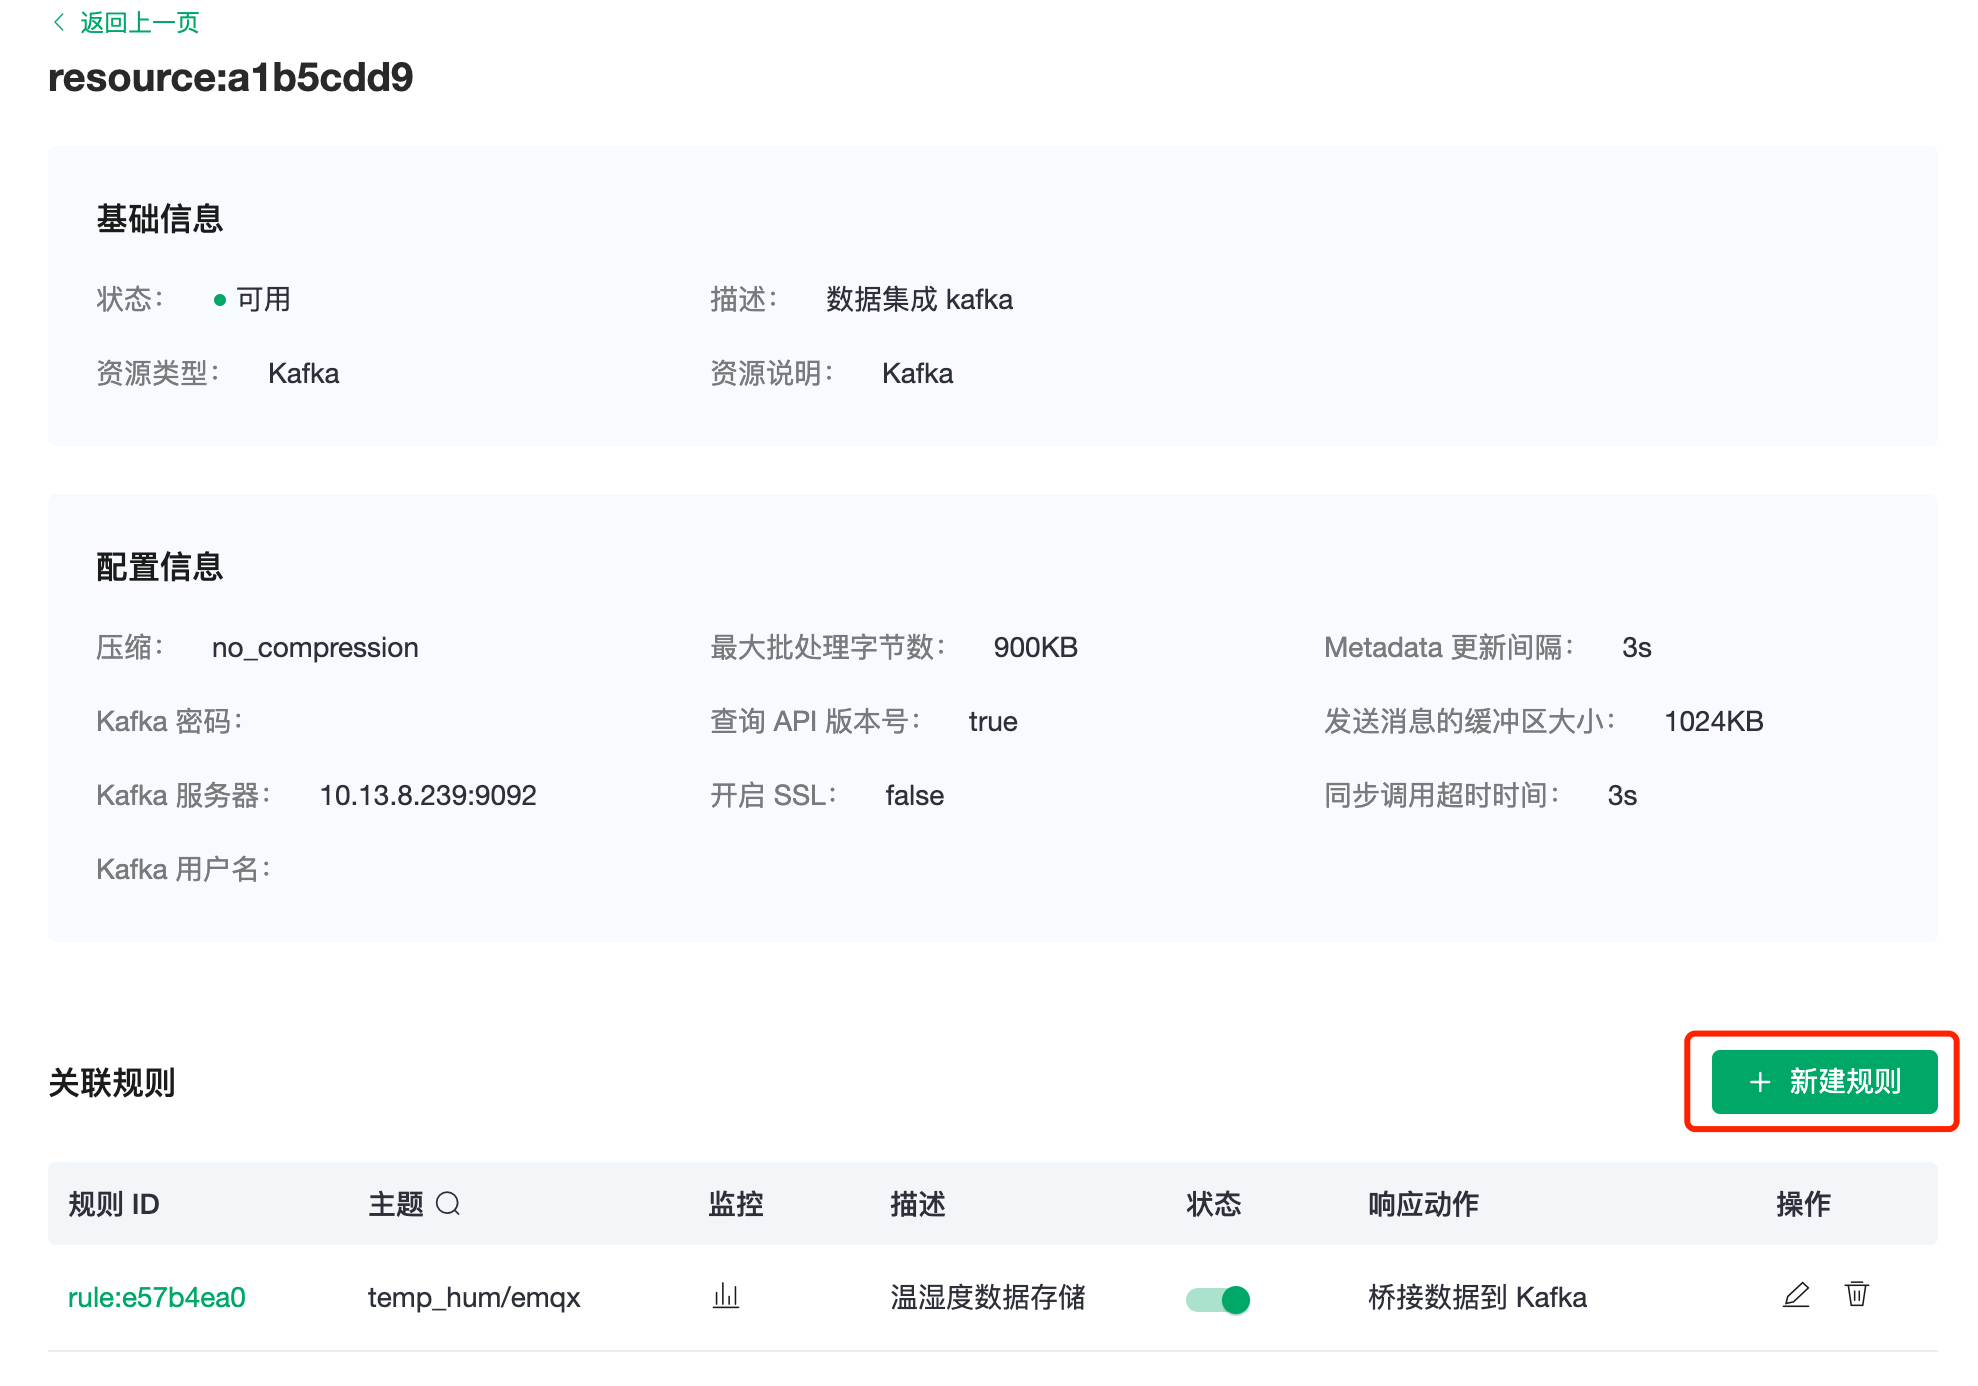 返回上一页
resource:a1b5cdd9
基础信息
状态： 可用 描述： 数据集成 kafka
资源类型： Kafka 资源说明： Kafka
配置信息
压缩： no_compression 最大批处理字节数： 900KB Metadata 更新间隔： 3s
Kafka 密码： 查询 API 版本号： true 发送消息的缓冲区大小： 1024KB
Kafka 服务器： 10.13.8.239:9092 开启 SSL： false 同步调用超时时间： 3s
Kafka 用户名：
关联规则 + 新建规则
规则 ID 主题 监控 描述 状态 响应动作 操作
rule:e57b4ea0 temp_hum/emqx 温湿度数据存储 桥接数据到 Kafka